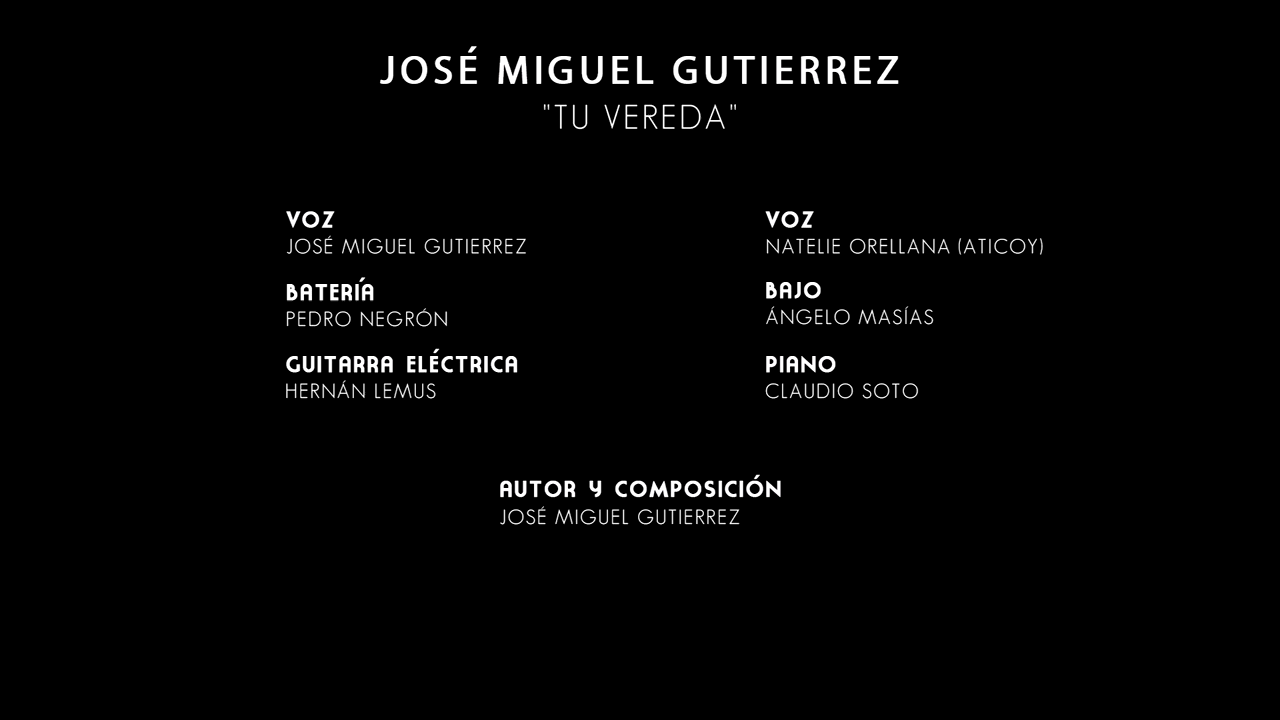 JOSÉ MIGUEL GUTIERREZ
"TU VEREDA"
VOZ
JOSÉ MIGUEL GUTIERREZ
BATERÍA
PEDRO NEGRÓN
GUITARRA ELÉCTRICA
HERNÁN LEMUS
VOZ
NATELIE ORELLANA (ATICOY)
BAJO
ÁNGELO MASÍAS
PIANO
CLAUDIO SOTO
AUTOR Y COMPOSICIÓN
JOSÉ MIGUEL GUTIERREZ